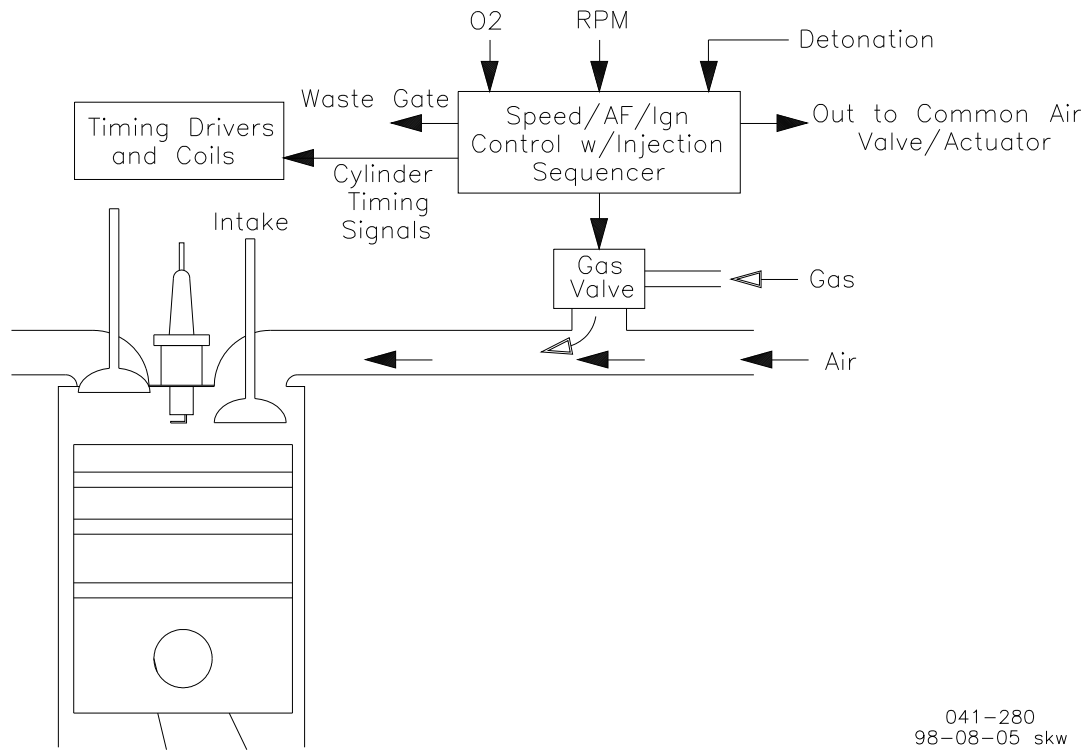 O2
RPM
Detonation
Waste Gate
Speed/AF/Ign
Control w/Injection
Sequencer
Out to Common Air
Valve/Actuator
Timing Drivers
and Coils
Cylinder
Timing
Signals
Intake
Gas
Valve
Gas
Air
041-280
98-08-05 skw